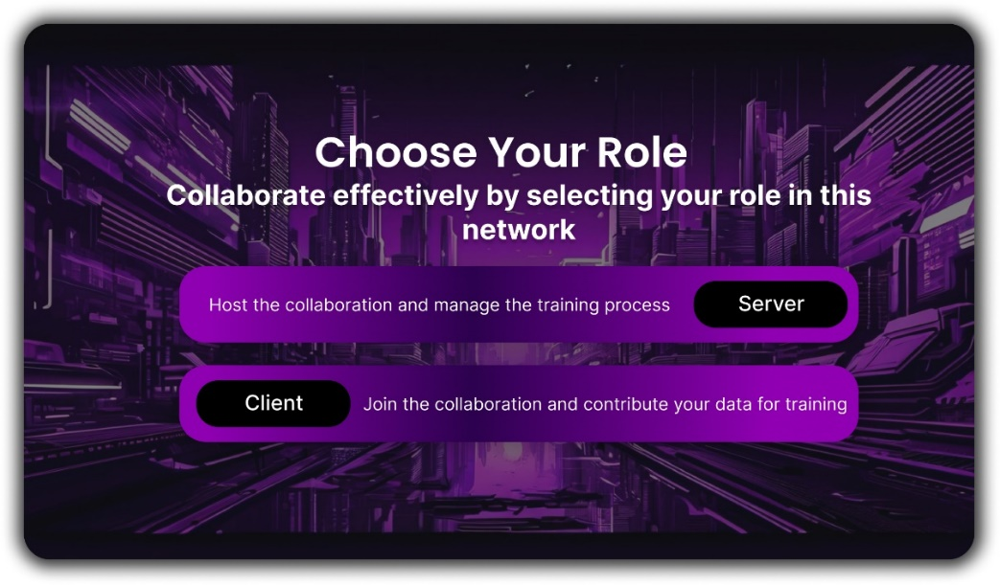 Choose Your Role
Collaborate effectively by selecting your role in this
network
Host the collaboration and manage the training process Server
Client Join the collaboration and contribute your data for training